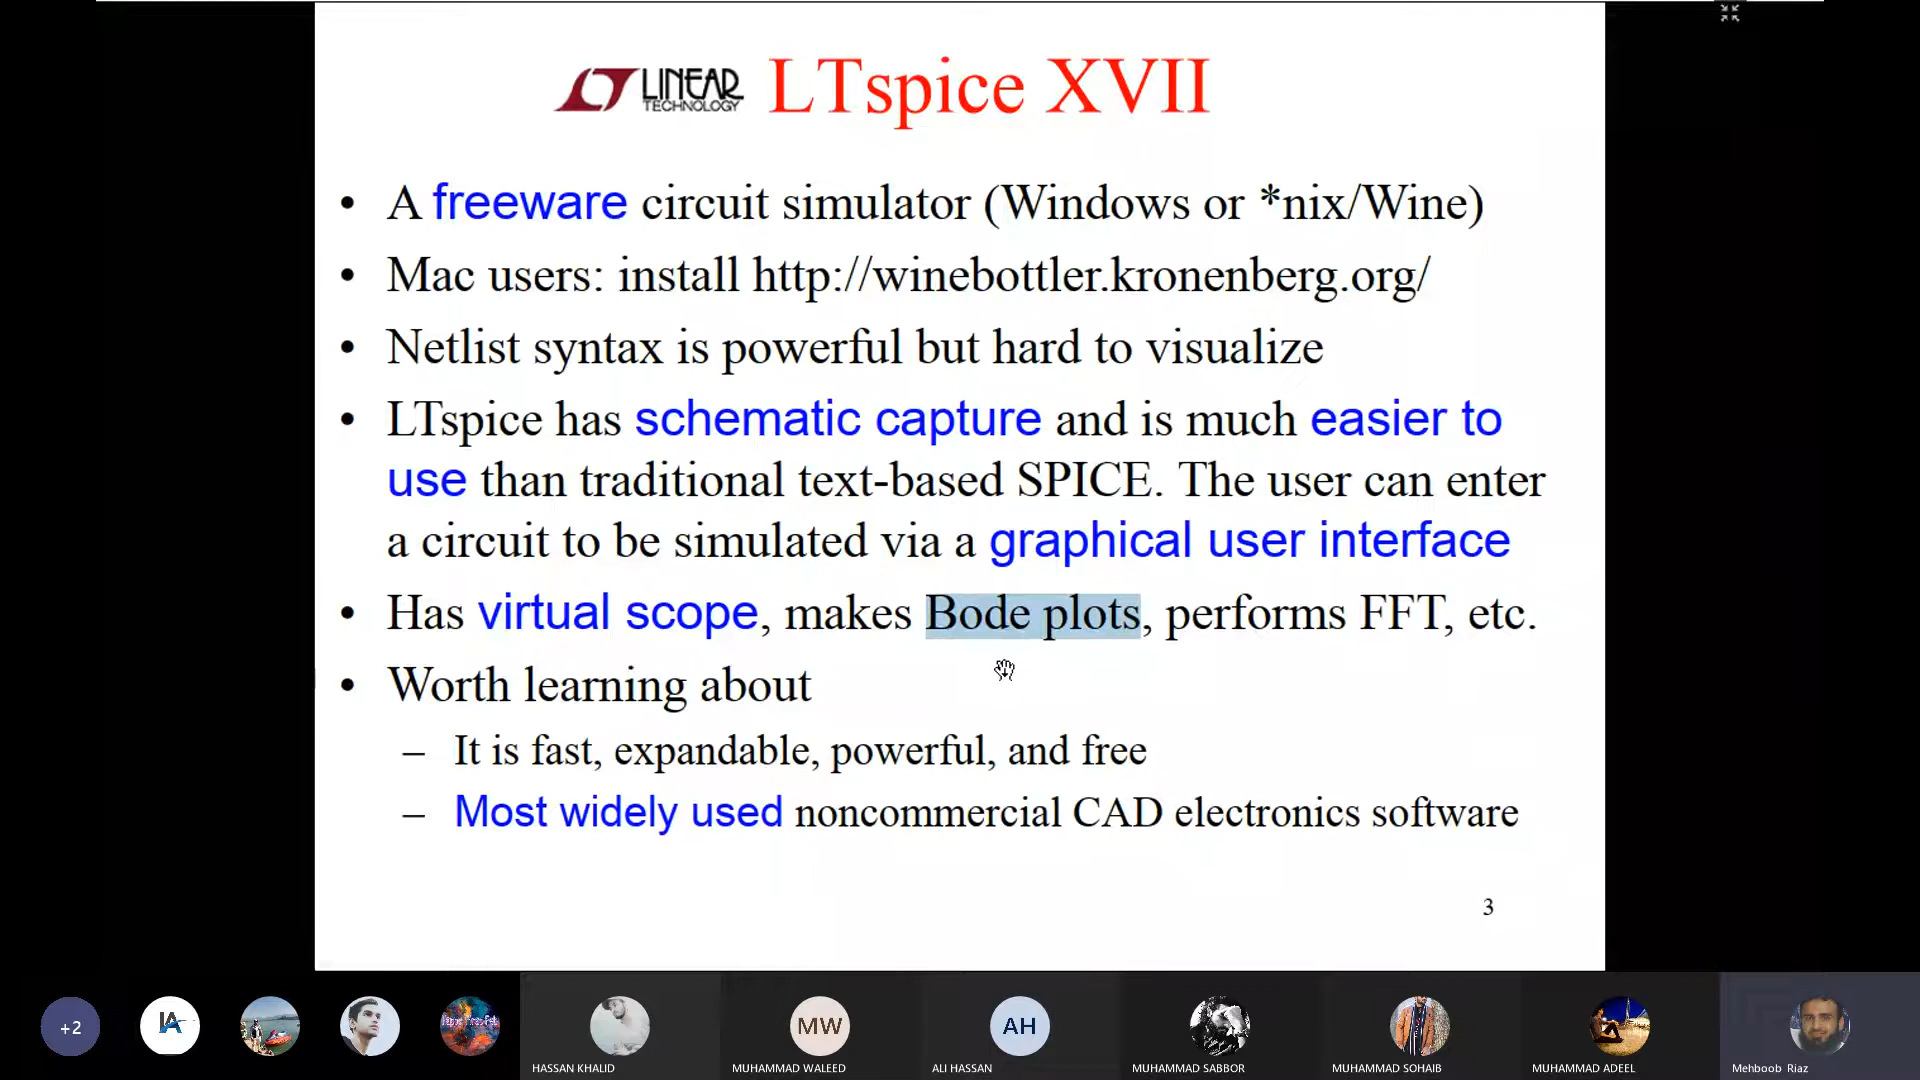 LINEAR
TECHNOLOGY
LTspice XVII
• A freeware circuit simulator (Windows or *nix/Wine)
• Mac users: install http://winebottler.kronenberg.org/
• Netlist syntax is powerful but hard to visualize
• LTspice has schematic capture and is much easier to
use than traditional text-based SPICE. The user can enter
a circuit to be simulated via a graphical user interface
• Has virtual scope, makes Bode plots, performs FFT, etc.
• Worth learning about
– It is fast, expandable, powerful, and free
– Most widely used noncommercial CAD electronics software
3
+2
IA
MW
AH
HASSAN KHALID
MUHAMMAD WALEED
ALI HASSAN
MUHAMMAD SABBOR
MUHAMMAD SOHAIB
MUHAMMAD ADEEL
Mehboob Riaz